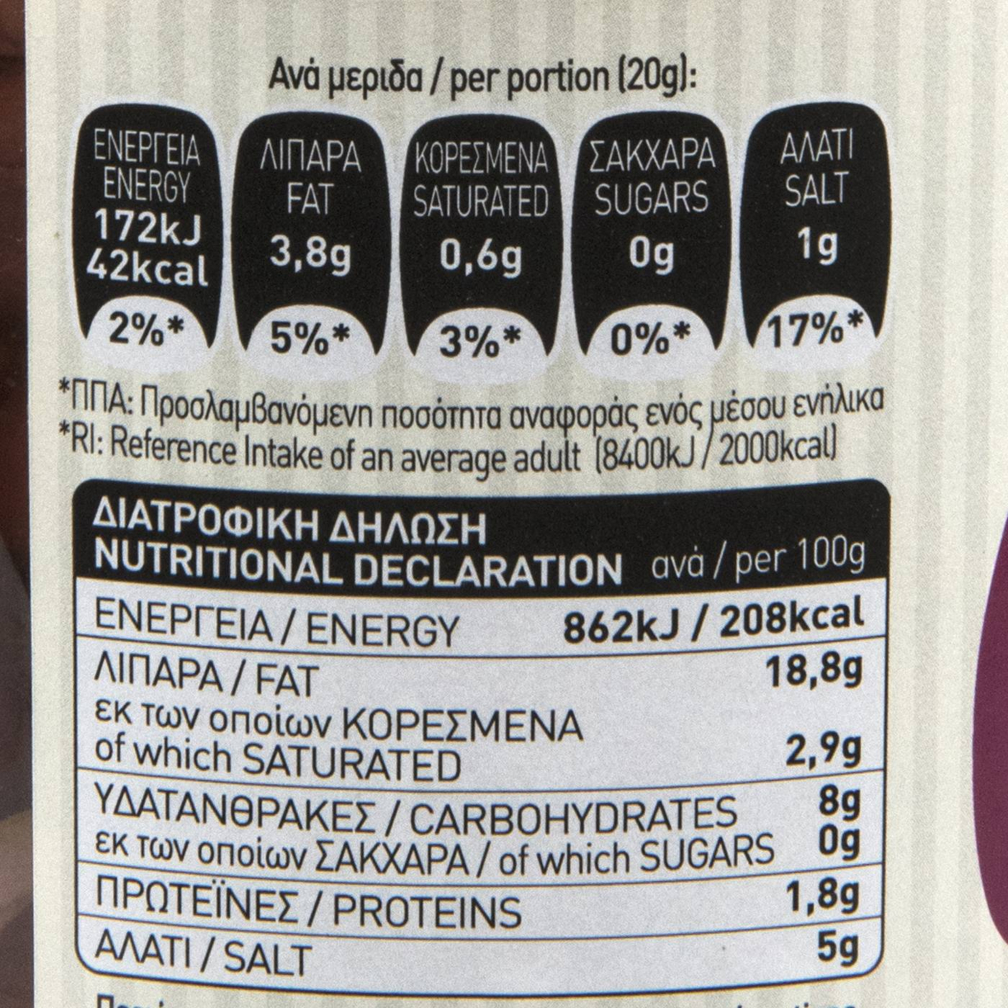 Ανά μεριδα / per portion (20g):
ΕΝΕΡΓΕΙΑ
ENERGY
172kJ
42kcal
2%*
ΛΙΠΑΡΑ
FAT
3,8g
5%*
ΚΟΡΕΣΜΕΝΑ
SATURATED
0,6g
3%*
ΣΑΚΧΑΡΑ
SUGARS
0g
0%*
ΑΛΑΤΙ
SALT
1g
17%*
*ΠΠΑ: Προσλαμβανόμενη ποσότητα αναφοράς ενός μέσου ενήλικα
*RI: Reference Intake of an average adult (8400kJ / 2000kcal)
ΔΙΑΤΡΟΦΙΚΗ ΔΗΛΩΣΗ
NUTRITIONAL DECLARATION ανά / per 100g
ΕΝΕΡΓΕΙΑ / ENERGY 862kJ / 208kcal
ΛΙΠΑΡΑ / FAT 18,8g
εκ των οποίων ΚΟΡΕΣΜΕΝΑ
of which SATURATED 2,9g
ΥΔΑΤΑΝΘΡΑΚΕΣ / CARBOHYDRATES 8g
εκ των οποίων ΣΑΚΧΑΡΑ / of which SUGARS 0g
ΠΡΩΤΕΪΝΕΣ / PROTEINS 1,8g
ΑΛΑΤΙ / SALT 5g